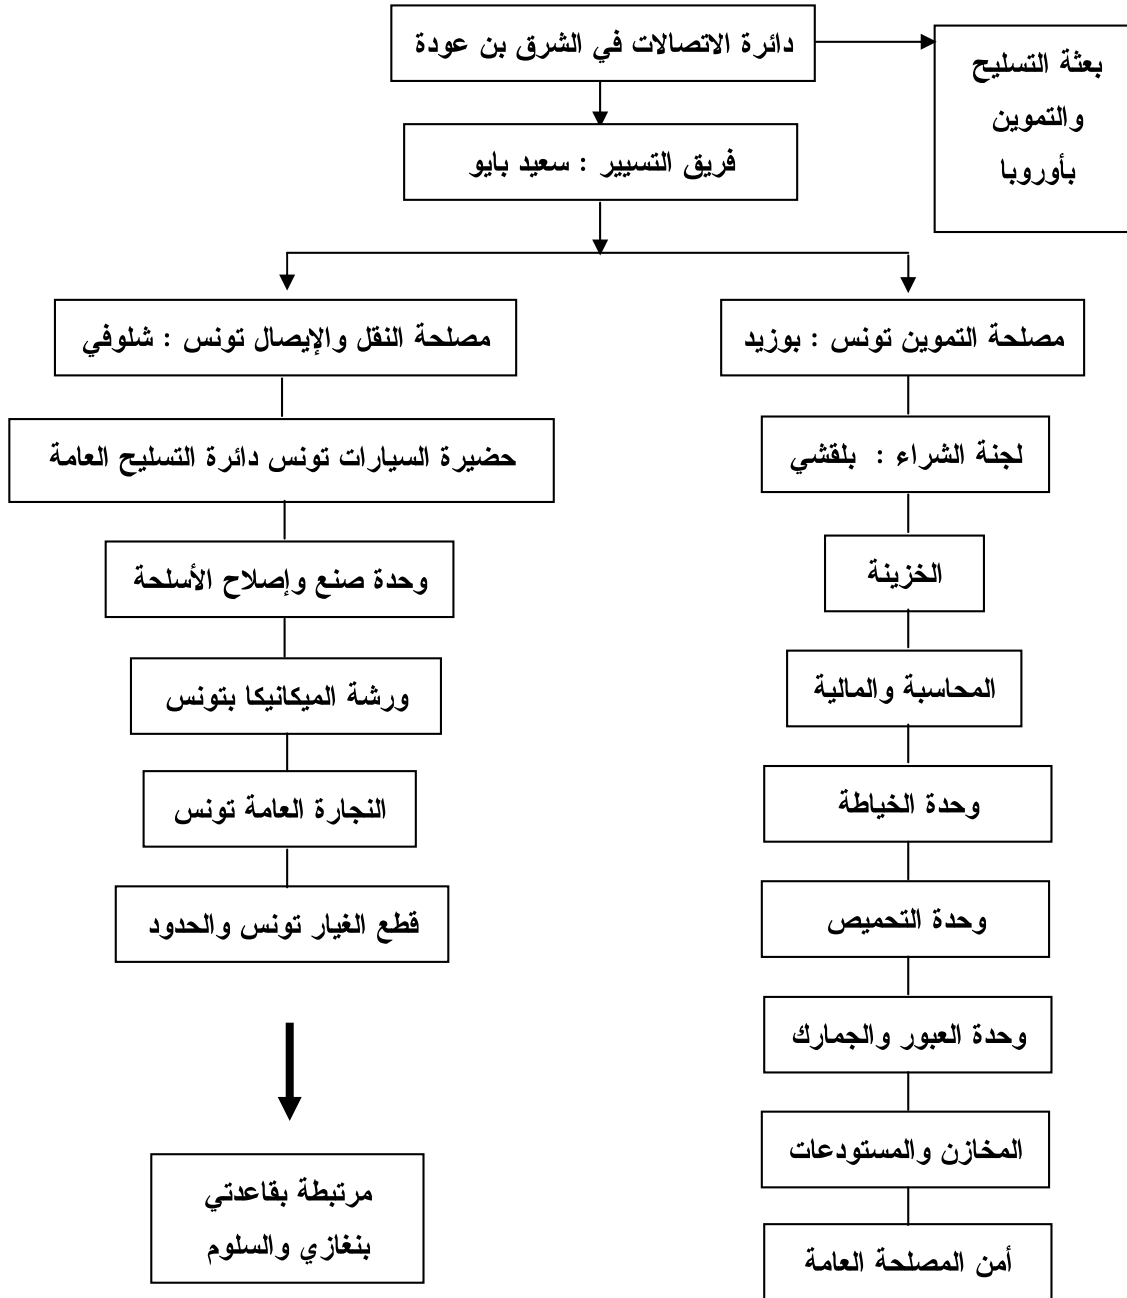 دائرة الاتصالات في الشرق بن عودة
بعثة التسليح
والتموين
بأوروبا
فريق التسيير : سعيد بايو
مصلحة التموين تونس : بوزيد
لجنة الشراء : بلقشي
الخزينة
المحاسبة والمالية
وحدة الخياطة
وحدة التحميص
وحدة العبور والجمارك
المخازن والمستودعات
أمن المصلحة العامة
مصلحة النقل والإيصال تونس : شلوفي
حضيرة السيارات تونس دائرة التسليح العامة
وحدة صنع وإصلاح الأسلحة
ورشة الميكانيكا بتونس
النجارة العامة تونس
قطع الغيار تونس والحدود
مرتبطة بقاعدتي
بنغازي والسلوم